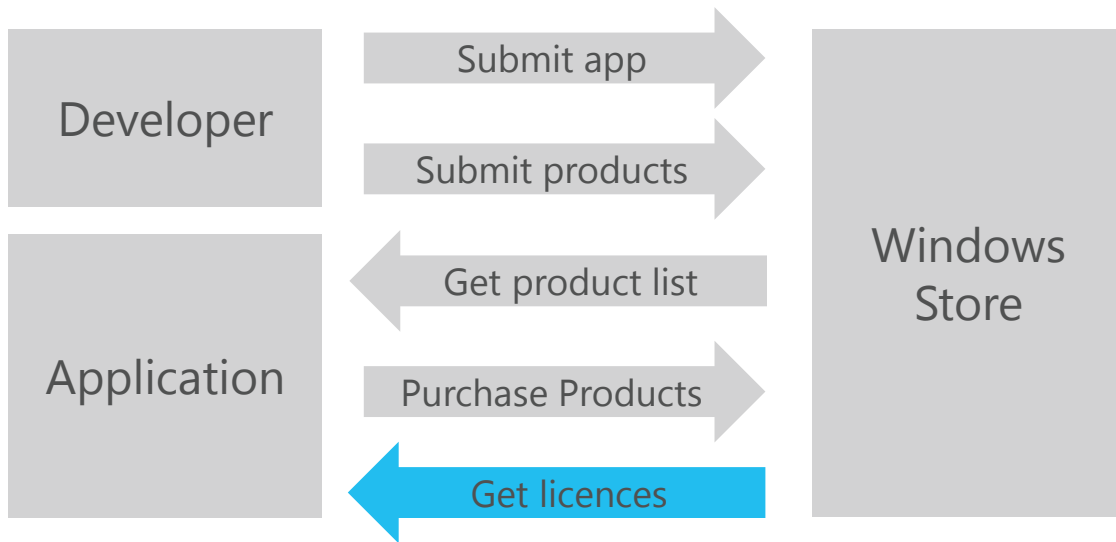 Developer
Submit app
Submit products
Application
Get product list
Purchase Products
Get licences
Windows
Store